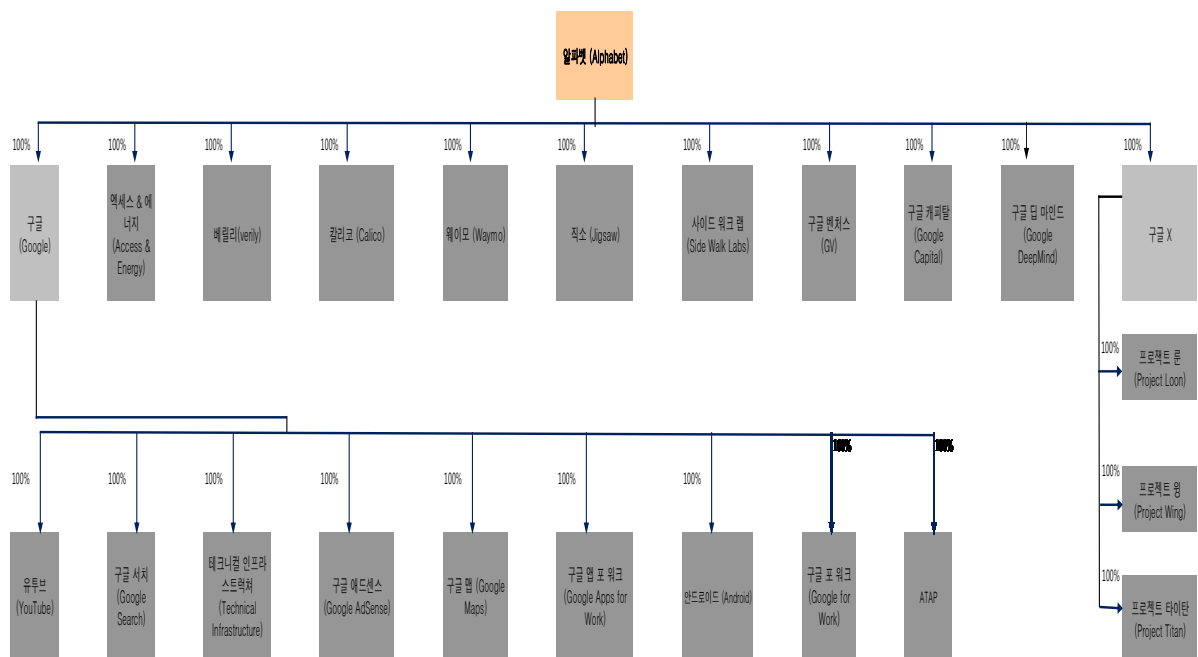 알파벳 (Alphabet)
100%
100%
100%
100%
100%
100%
100%
100%
100%
100%
100%
구글
(Google)
엑세스 & 에
너지
(Access &
Energy)
베릴리(verily)
칼리코 (Calico)
웨이모 (Waymo)
직소 (Jigsaw)
사이드 워크 랩
(Side Walk Labs)
구글 벤처스
(GV)
구글 캐피탈
(Google
Capital)
구글 딥 마인드
(Google
DeepMind)
구글 X
100%
프로잭트 룬
(Project Loon)
100%
100%
100%
100%
100%
100%
100%
100%
100%
100%
프로젝트 윙
(Project Wing)
유투브
(YouTube)
구글 서치
(Google
Search)
테크니컬 인프라
스트럭쳐
(Technical
Infrastructure)
구글 애드센스
(Google AdSense)
구글 맵 (Google
Maps)
구글 앱 포 워크
(Google Apps for
Work)
안드로이드 (Android)
구글 포 워크
(Google for
Work)
ATAP
100%
프로젝트 타이탄
(Project Titan)